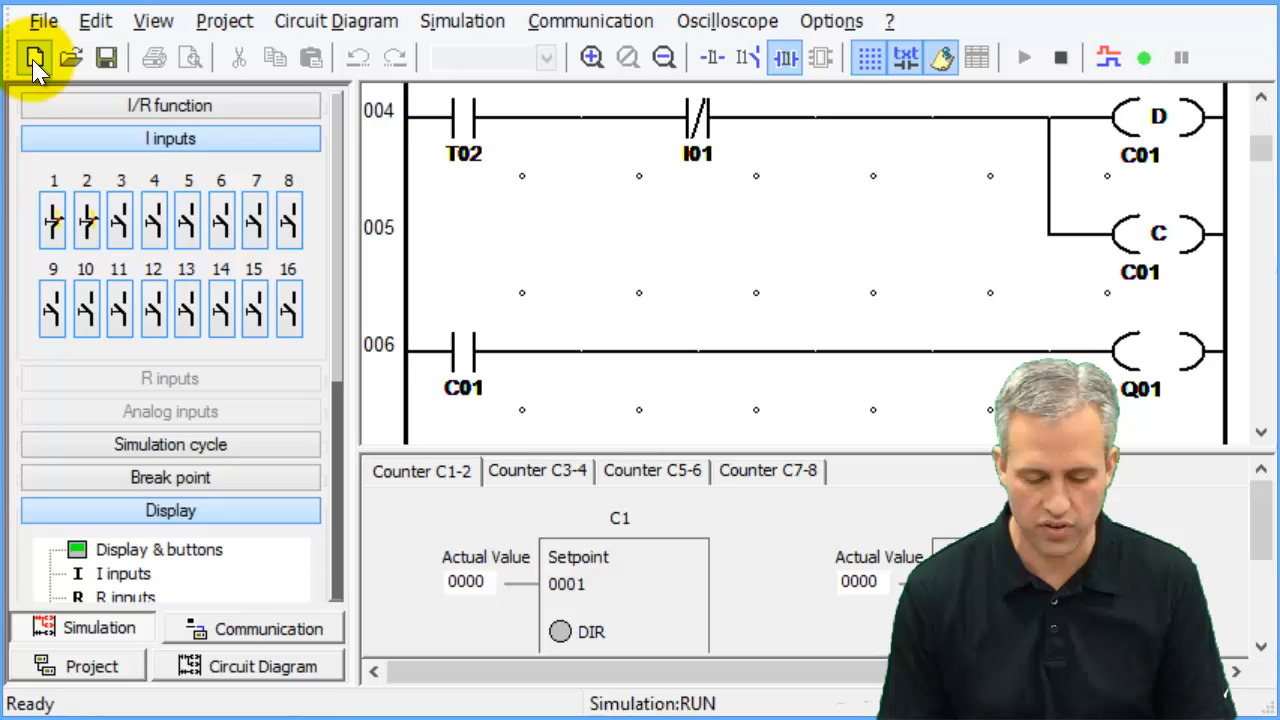 File Edit View Project Circuit Diagram Simulation Communication Oscilloscope Options ?
txt
I/R function
I inputs
1 2 3 4 5 6 7 8
9 10 11 12 13 14 15 16
R inputs
Analog inputs
Simulation cycle
Break point
Display
Display & buttons
I I inputs
R R inputs
Simulation Communication
Project Circuit Diagram
004 D
T02 I01 C01
005 C
C01
006
C01 Q01
Counter C1-2 Counter C3-4 Counter C5-6 Counter C7-8
C1
Actual Value Setpoint Actual Value
0000 0001 0000
DIR
Ready Simulation:RUN